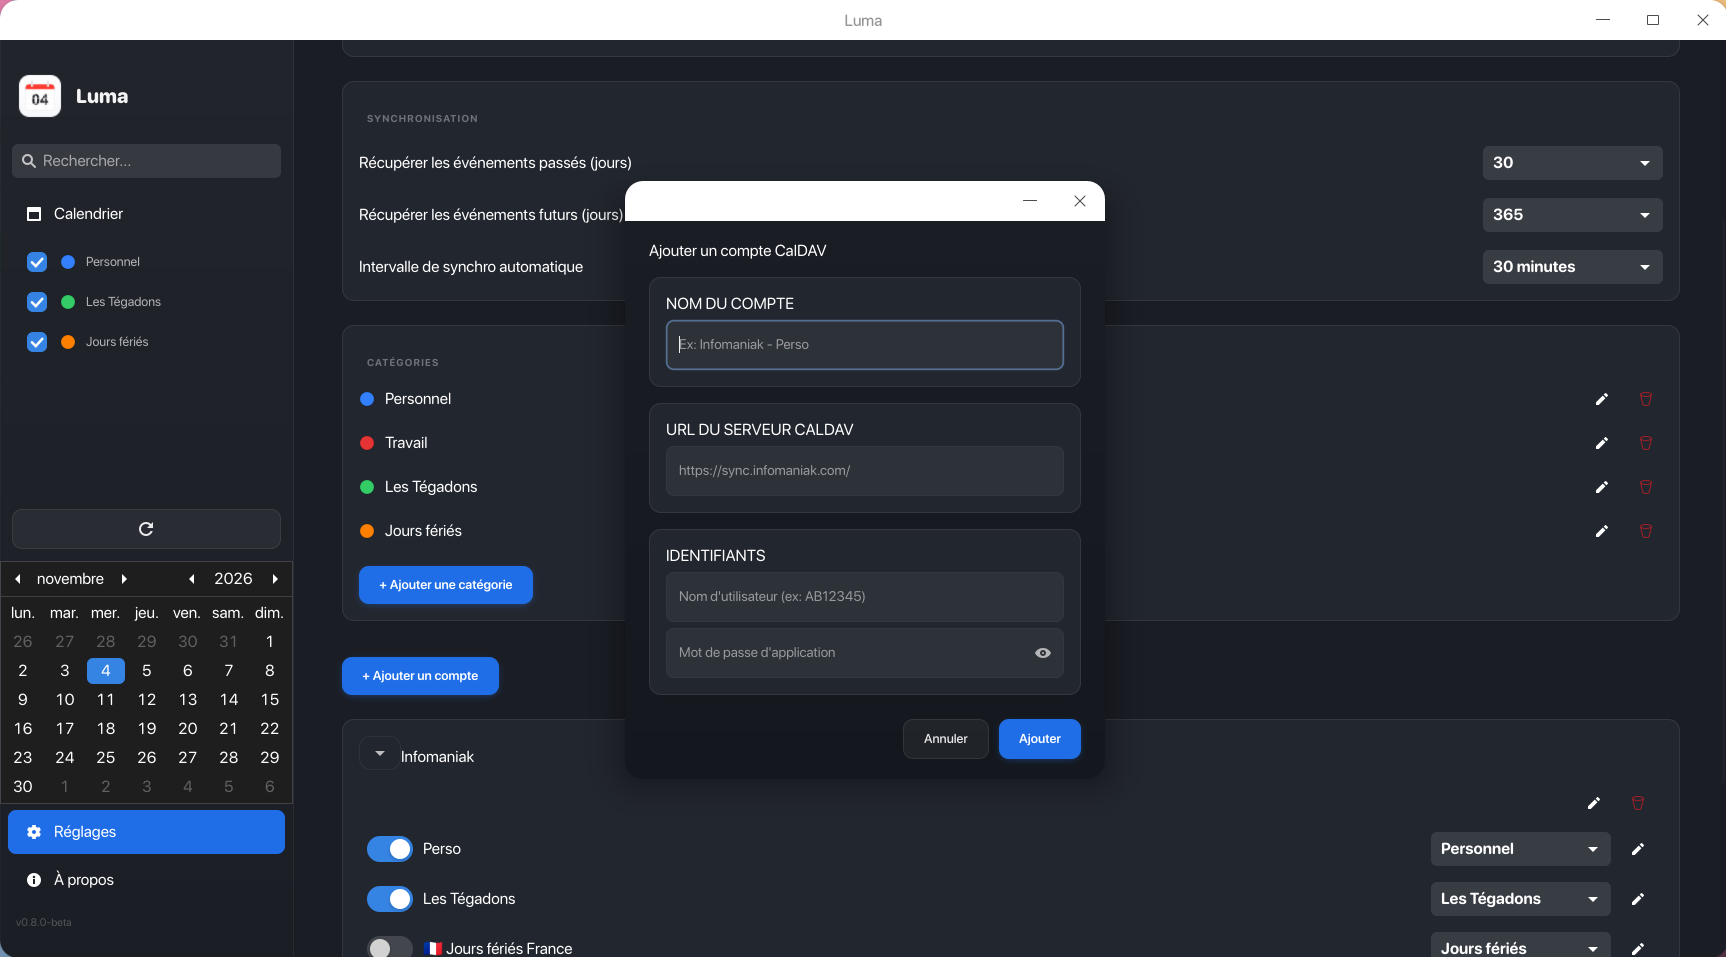 Luma
04
Luma
Rechercher...
Calendrier
Personnel
Les Tégadons
Jours fériés
novembre
2026
lun. mar. mer. jeu. ven. sam. dim.
26 27 28 29 30 31 1
2 3 4 5 6 7 8
9 10 11 12 13 14 15
16 17 18 19 20 21 22
23 24 25 26 27 28 29
30 1 2 3 4 5 6
Réglages
À propos
v0.8.0-beta
SYNCHRONISATION
Récupérer les événements passés (jours)
30
Récupérer les événements futurs (jours)
365
Intervalle de synchro automatique
30 minutes
CATÉGORIES
Personnel
Travail
Les Tégadons
Jours fériés
+ Ajouter une catégorie
+ Ajouter un compte
Infomaniak
Perso
Personnel
Les Tégadons
Les Tégadons
Jours fériés France
Jours fériés
Ajouter un compte CalDAV
NOM DU COMPTE
Ex: Infomaniak - Perso
URL DU SERVEUR CALDAV
https://sync.infomaniak.com/
IDENTIFIANTS
Nom d'utilisateur (ex: AB12345)
Mot de passe d'application
Annuler
Ajouter